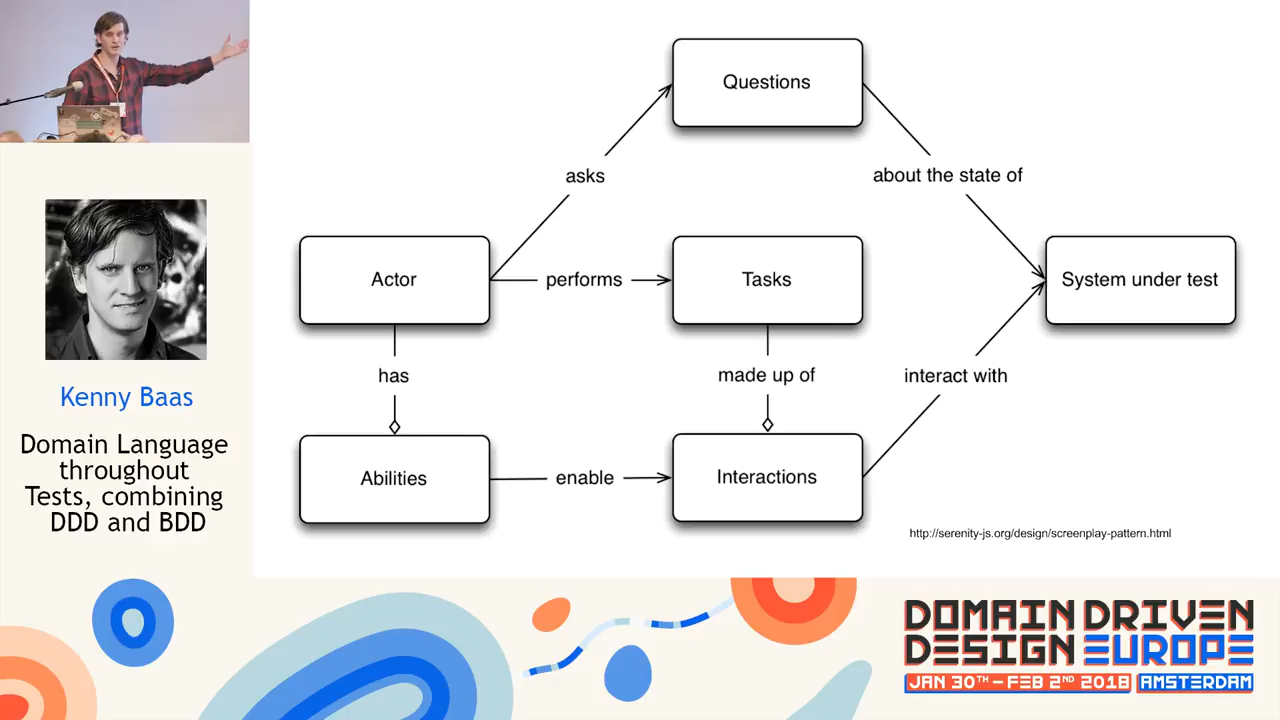 Questions
asks
about the state of
Actor
performs
Tasks
System under test
has
made up of
interact with
Abilities
enable
Interactions
http://serenity-js.org/design/screenplay-pattern.html
Kenny Baas
Domain Language
throughout
Tests, combining
DDD and BDD
DOMAIN DRIVEN
DESIGN EUROPE
JAN 30TH - FEB 2ND 2018 AMSTERDAM